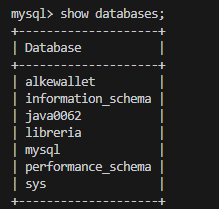 mysql> show databases;
+--------------------+
| Database           |
+--------------------+
| alkewallet         |
| information_schema |
| java0062           |
| libreria           |
| mysql              |
| performance_schema |
| sys                |
+--------------------+